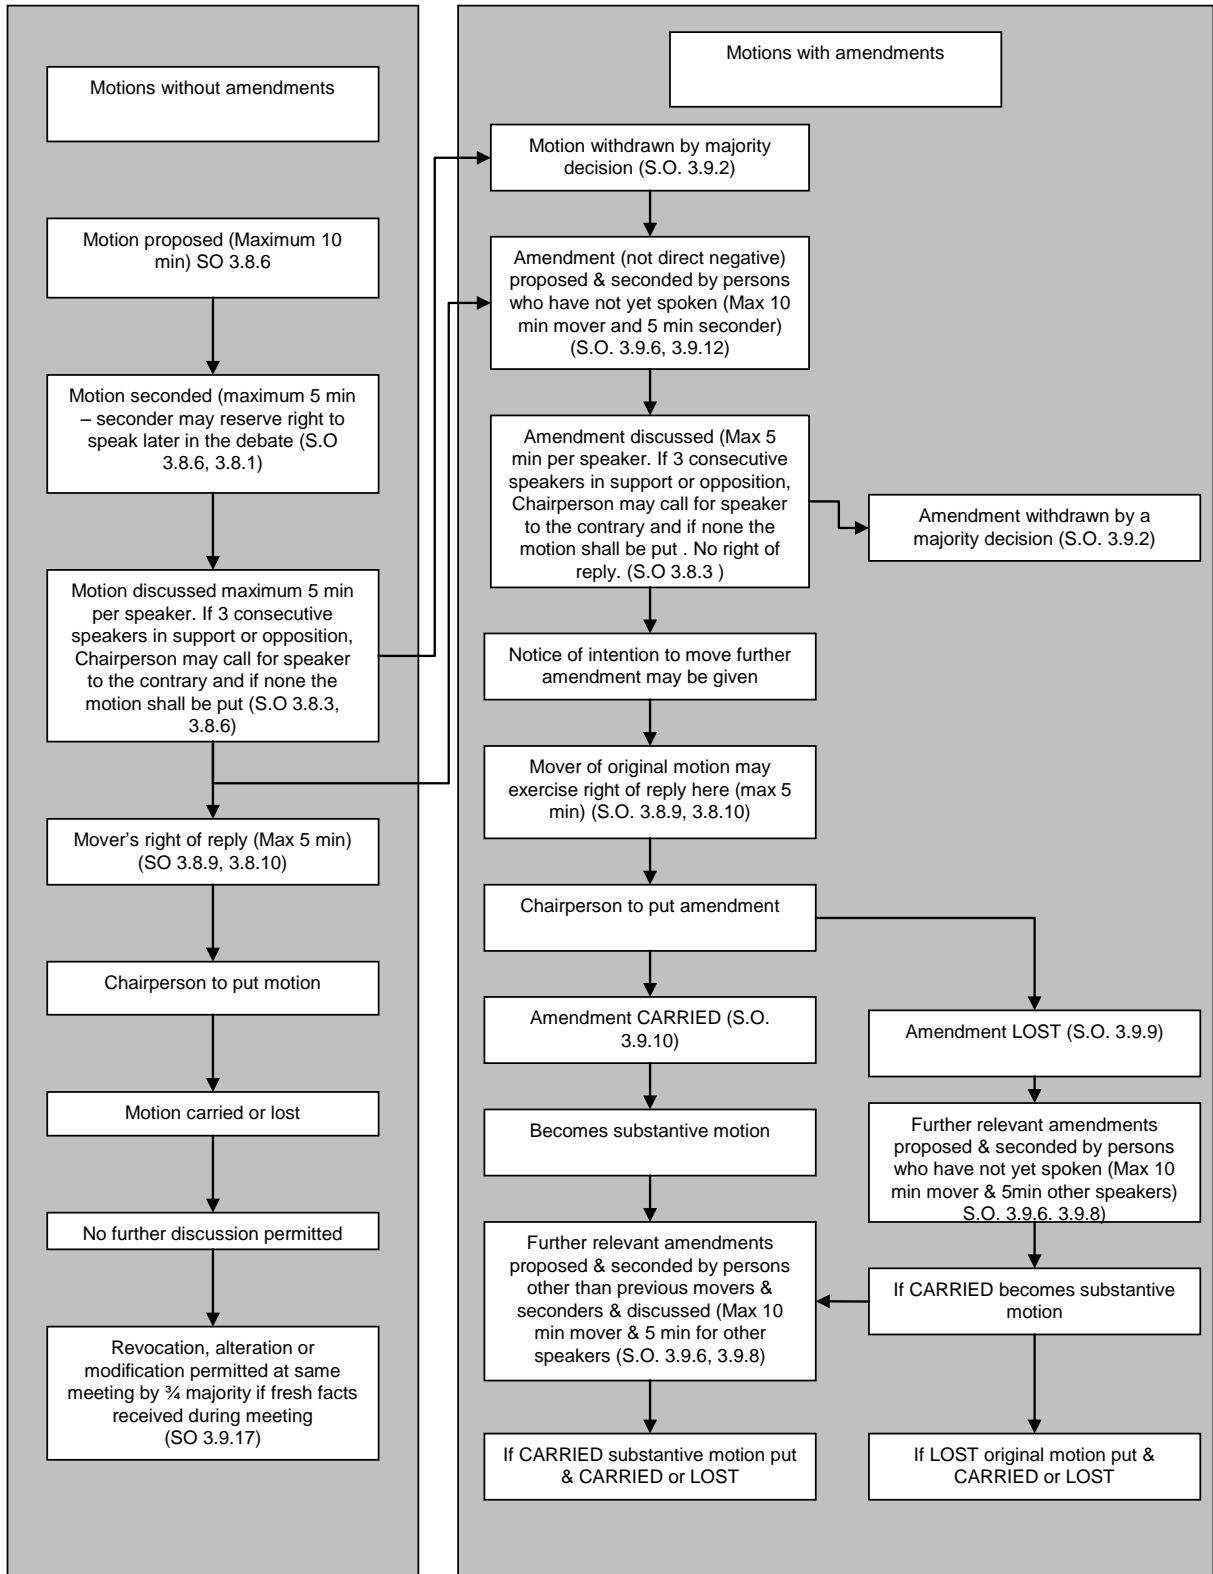 Motions without amendments
Motion proposed (Maximum 10
min) SO 3.8.6
Motion seconded (maximum 5 min
– seconder may reserve right to
speak later in the debate (S.O
3.8.6, 3.8.1)
Motion discussed maximum 5 min
per speaker. If 3 consecutive
speakers in support or opposition,
Chairperson may call for speaker
to the contrary and if none the
motion shall be put (S.O 3.8.3,
3.8.6)
Mover’s right of reply (Max 5 min)
(SO 3.8.9, 3.8.10)
Chairperson to put motion
Motion carried or lost
No further discussion permitted
Revocation, alteration or
modification permitted at same
meeting by ¾ majority if fresh facts
received during meeting
(SO 3.9.17)
Motions with amendments
Motion withdrawn by majority
decision (S.O. 3.9.2)
Amendment (not direct negative)
proposed & seconded by persons
who have not yet spoken (Max 10
min mover and 5 min seconder)
(S.O. 3.9.6, 3.9.12)
Amendment discussed (Max 5
min per speaker. If 3 consecutive
speakers in support or opposition,
Chairperson may call for speaker
to the contrary and if none the
motion shall be put . No right of
reply. (S.O 3.8.3 )
Amendment withdrawn by a
majority decision (S.O. 3.9.2)
Notice of intention to move further
amendment may be given
Mover of original motion may
exercise right of reply here (max 5
min) (S.O. 3.8.9, 3.8.10)
Chairperson to put amendment
Amendment CARRIED (S.O.
3.9.10)
Becomes substantive motion
Further relevant amendments
proposed & seconded by persons
other than previous movers &
seconders & discussed (Max 10
min mover & 5 min for other
speakers (S.O. 3.9.6, 3.9.8)
If CARRIED substantive motion put
& CARRIED or LOST
Amendment LOST (S.O. 3.9.9)
Further relevant amendments
proposed & seconded by persons
who have not yet spoken (Max 10
min mover & 5min other speakers)
S.O. 3.9.6. 3.9.8)
If CARRIED becomes substantive
motion
If LOST original motion put &
CARRIED or LOST